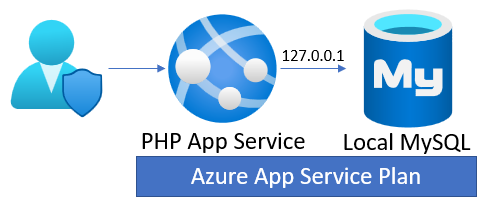 127.0.0.1
My
PHP App Service
Local MySQL
Azure App Service Plan